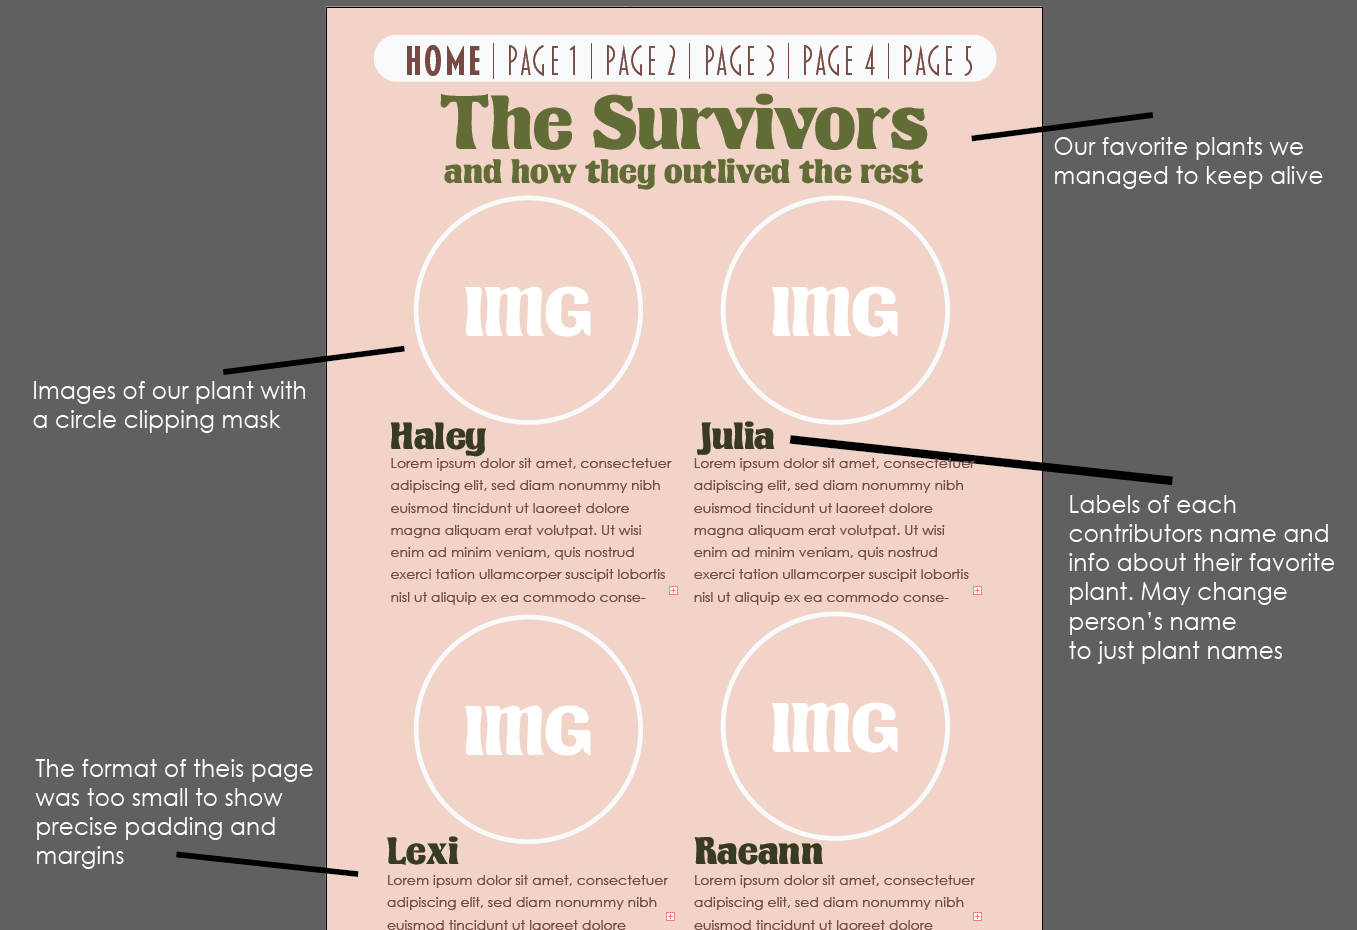 HOME | PAGE 1 | PAGE 2 | PAGE 3 | PAGE 4 | PAGE 5
The Survivors
and how they outlived the rest
Our favorite plants we
managed to keep alive
IMG
IMG
Images of our plant with
a circle clipping mask
Haley
Lorem ipsum dolor sit amet, consectetuer
adipiscing elit, sed diam nonummy nibh
euismod tincidunt ut laoreet dolore
magna aliquam erat volutpat. Ut wisi
enim ad minim veniam, quis nostrud
exerci tation ullamcorper suscipit lobortis
nisl ut aliquip ex ea commodo conse-
Julia
Lorem ipsum dolor sit amet, consectetuer
adipiscing elit, sed diam nonummy nibh
euismod tincidunt ut laoreet dolore
magna aliquam erat volutpat. Ut wisi
enim ad minim veniam, quis nostrud
exerci tation ullamcorper suscipit lobortis
nisl ut aliquip ex ea commodo conse-
Labels of each
contributors name and
info about their favorite
plant. May change
person's name
to just plant names
IMG
IMG
The format of theis page
was too small to show
precise padding and
margins
Lexi
Lorem ipsum dolor sit amet, consectetuer
adipiscing elit, sed diam nonummy nibh
euismod tincidunt ut laoreet dolore
Raeann
Lorem ipsum dolor sit amet, consectetuer
adipiscing elit, sed diam nonummy nibh
euismod tincidunt ut laoreet dolore